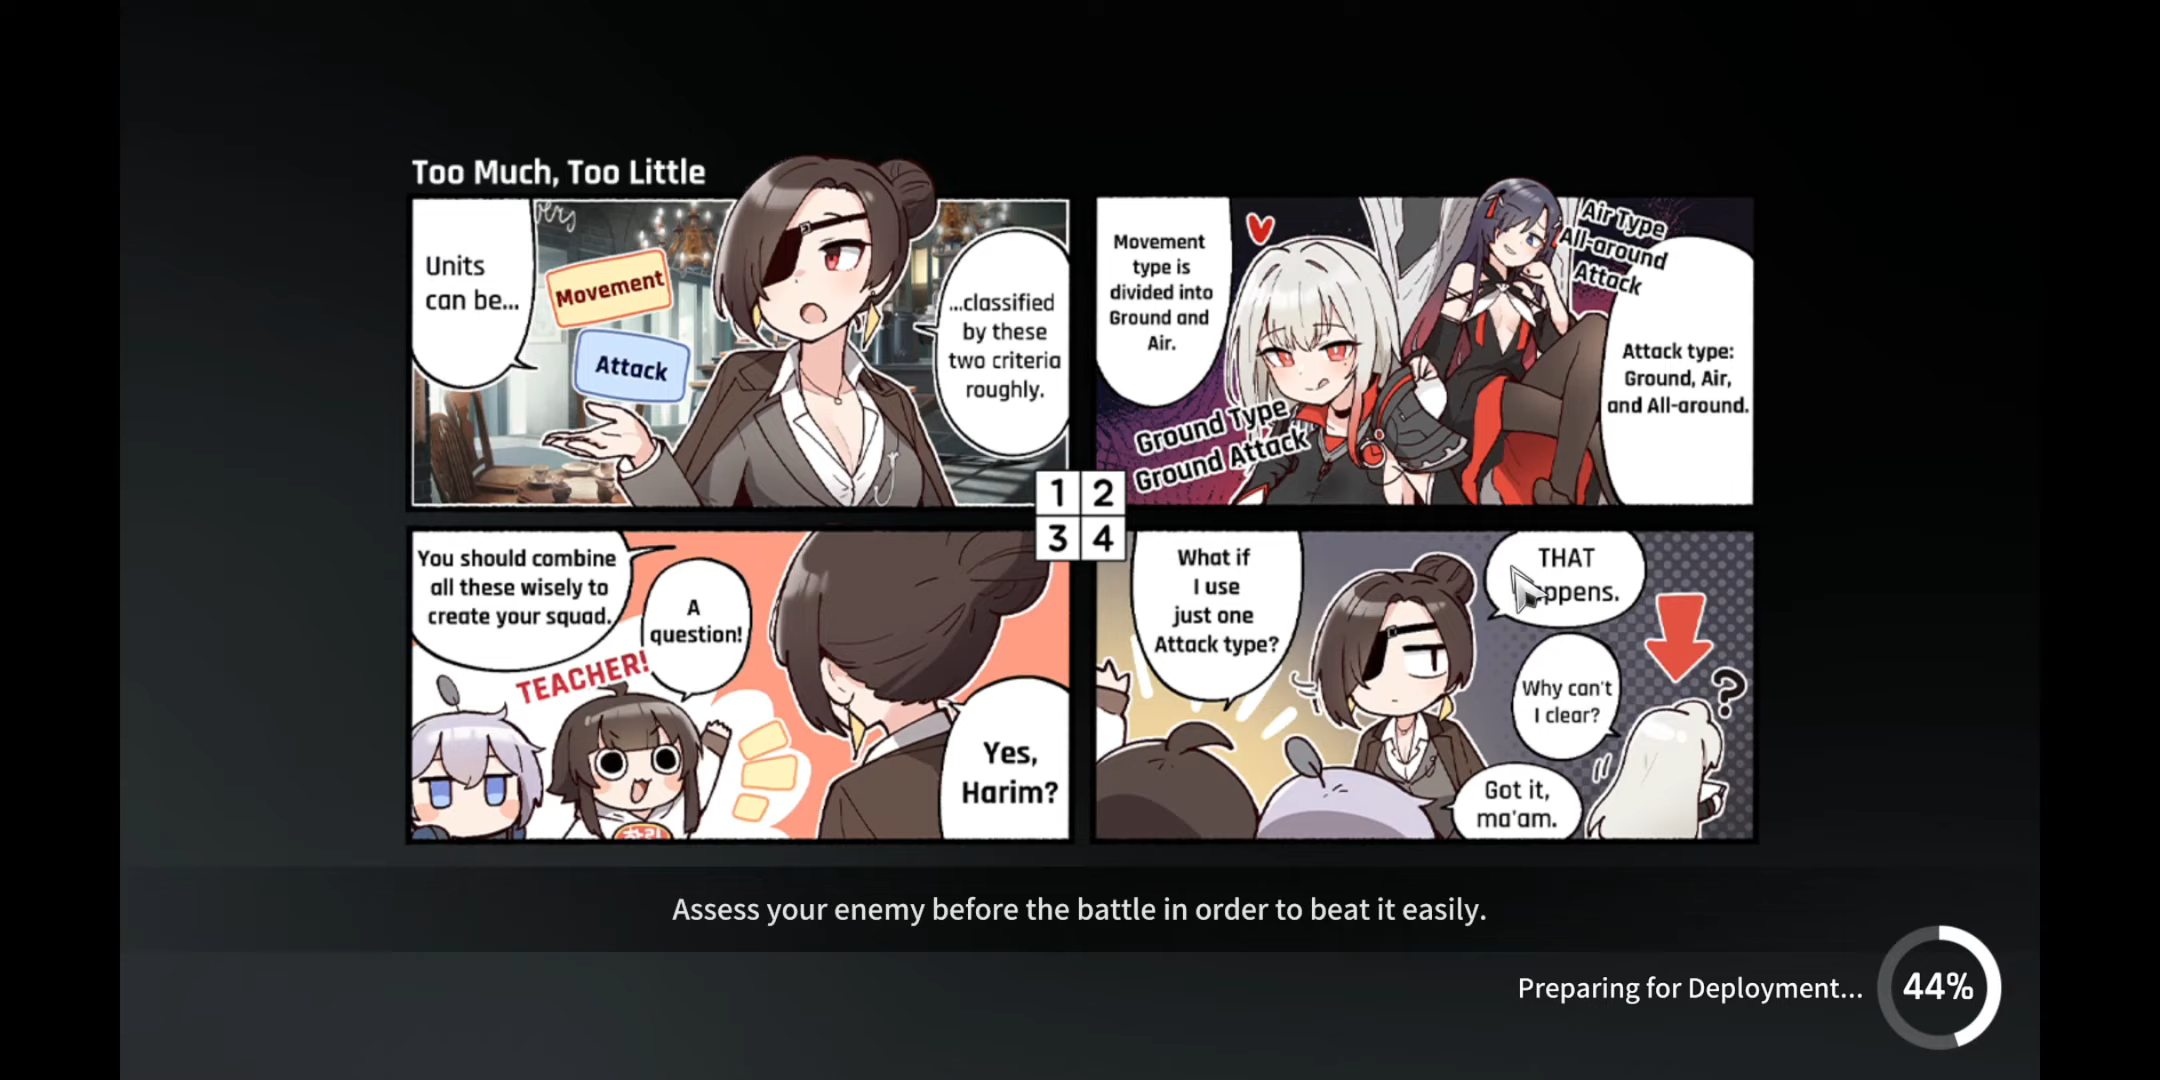 Too Much, Too Little
Units
can be...
Movement
Attack
...classified
by these
two criteria
roughly.
Movement
type is
divided into
Ground and
Air.
Air Type
All-around
Attack
Ground Type
Ground Attack
Attack type:
Ground, Air,
and All-around.
1 2
3 4
You should combine
all these wisely to
create your squad.
TEACHER!
A
question!
Yes,
Harim?
What if
I use
just one
Attack type?
THAT
Why can't
I clear?
?
Got it,
ma'am.
Assess your enemy before the battle in order to beat it easily.
Preparing for Deployment...
44%